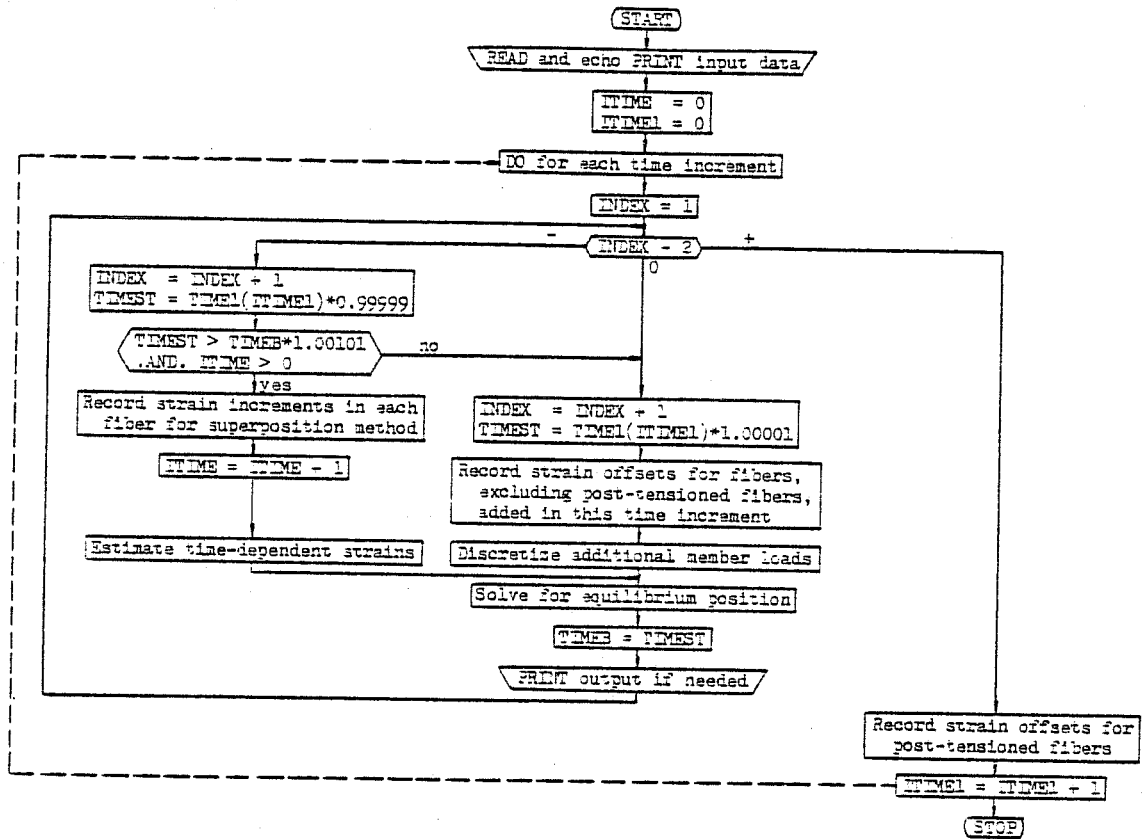 START
READ and echo PRINT input data
ITIME = 0
ITIME1 = 0
DO for each time increment
INDEX = 1
- INDEX - 2 +
0
INDEX = INDEX + 1
TIMEST = TIME1(ITIME1)*0.99999
TIMEST > TIMEB*1.00101
.AND. ITIME > 0
no
yes
Record strain increments in each
fiber for superposition method
ITIME = ITIME + 1
Estimate time-dependent strains
INDEX = INDEX + 1
TIMEST = TIME1(ITIME1)*1.00001
Record strain offsets for fibers,
excluding post-tensioned fibers,
added in this time increment
Discretize additional member loads
Solve for equilibrium position
TIMEB = TIMEST
PRINT output if needed
Record strain offsets for
post-tensioned fibers
ITIME1 = ITIME1 + 1
STOP